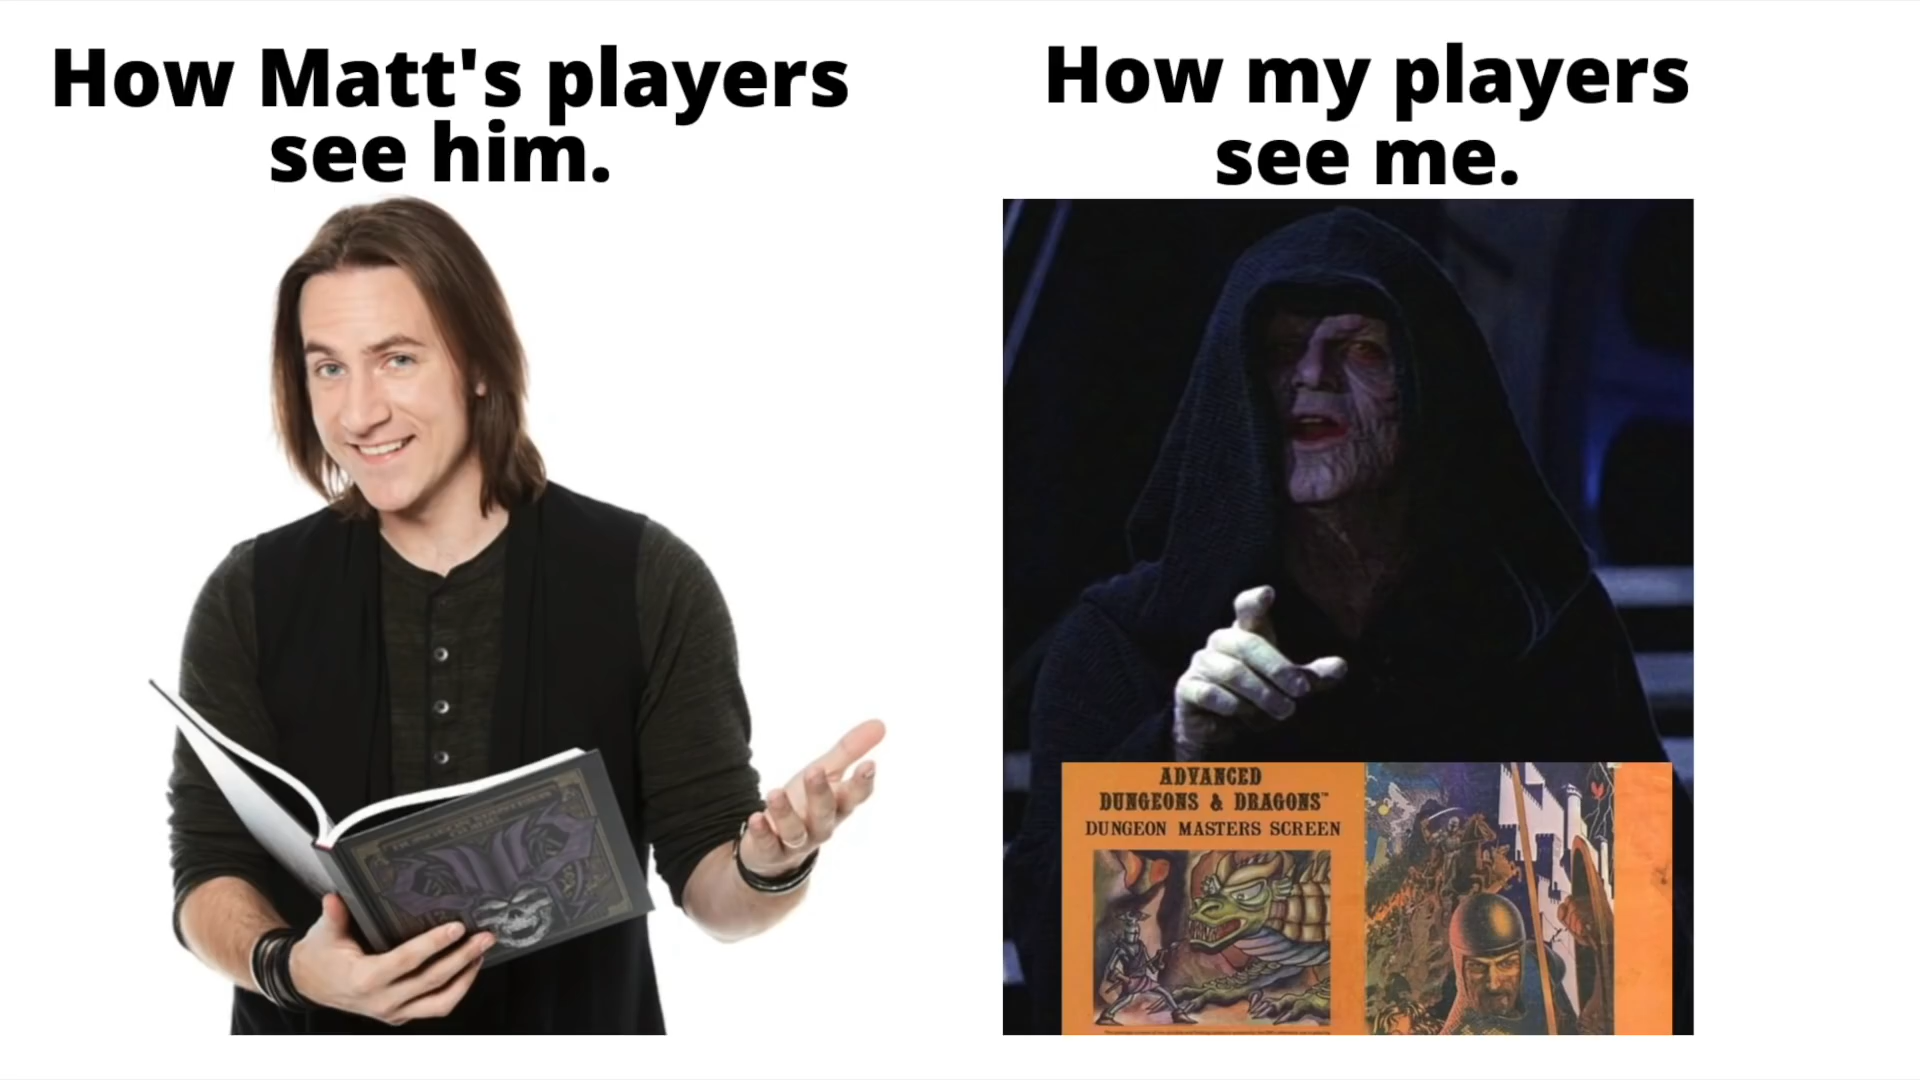 How Matt's players
see him.
How my players
see me.
ADVANCED
DUNGEONS & DRAGONS™
DUNGEON MASTERS SCREEN